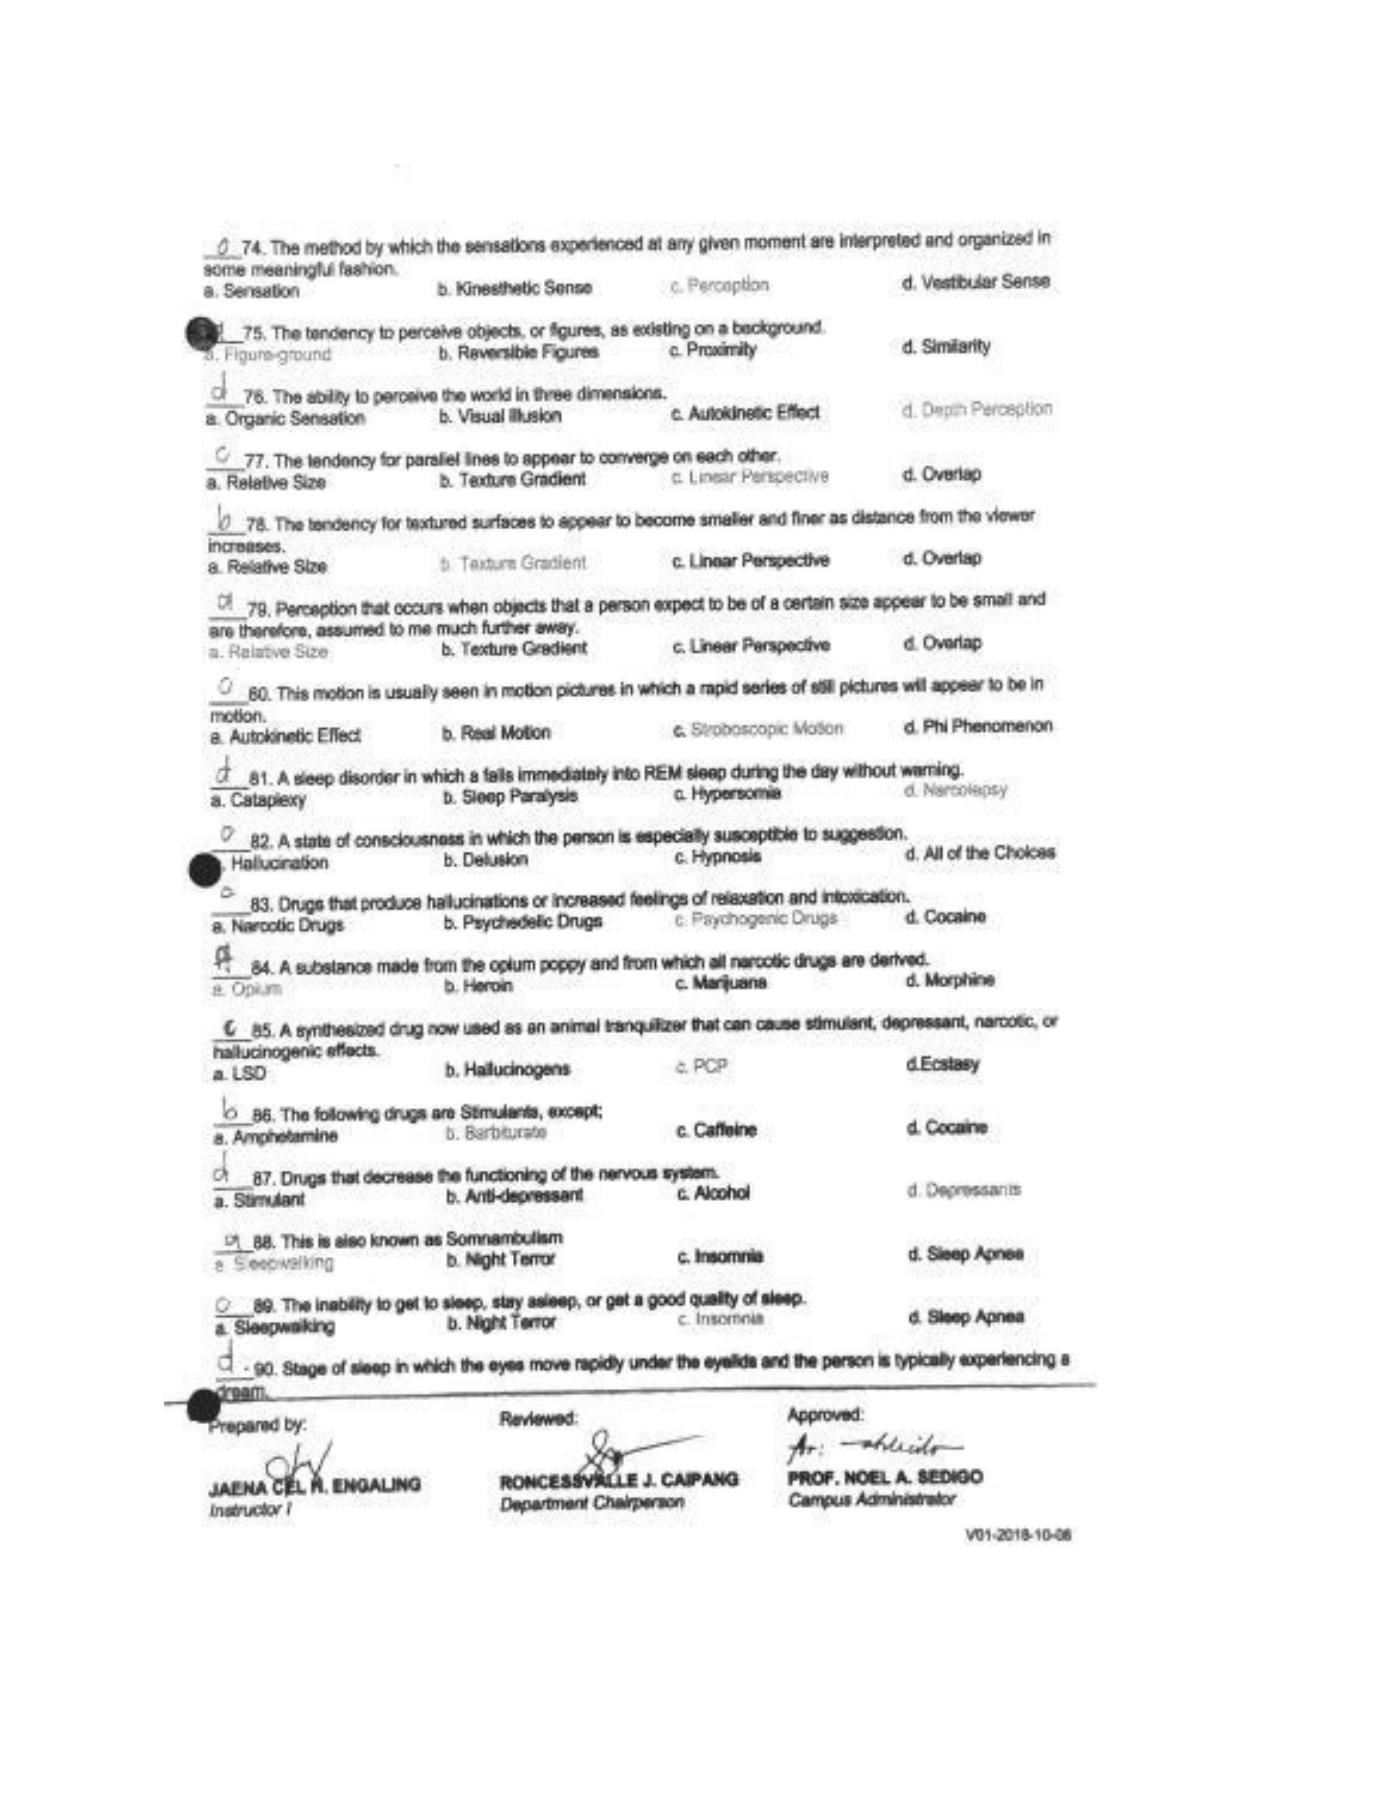 c 74. The method by which the sensations experienced at any given moment are interpreted and organized in
some meaningful fashion.
a. Sensation b. Kinesthetic Sense c. Perception d. Vestibular Sense
75. The tendency to perceive objects, or figures, as existing on a background.
a. Figure-ground b. Reversible Figures c. Proximity d. Similarity
d 76. The ability to perceive the world in three dimensions.
a. Organic Sensation b. Visual Illusion c. Autokinetic Effect d. Depth Perception
c 77. The tendency for parallel lines to appear to converge on each other.
a. Relative Size b. Texture Gradient c. Linear Perspective d. Overlap
b 78. The tendency for textured surfaces to appear to become smaller and finer as distance from the viewer
increases.
a. Relative Size b. Texture Gradient c. Linear Perspective d. Overlap
a 79. Perception that occurs when objects that a person expect to be of a certain size appear to be small and
are therefore, assumed to me much further away.
a. Relative Size b. Texture Gradient c. Linear Perspective d. Overlap
c 80. This motion is usually seen in motion pictures in which a rapid series of still pictures will appear to be in
motion.
a. Autokinetic Effect b. Real Motion c. Stroboscopic Motion d. Phi Phenomenon
d 81. A sleep disorder in which a falls immediately into REM sleep during the day without warning.
a. Cataplexy b. Sleep Paralysis c. Hypersomia d. Narcolepsy
82. A state of consciousness in which the person is especially susceptible to suggestion.
. Hallucination b. Delusion c. Hypnosis d. All of the Choices
83. Drugs that produce hallucinations or increased feelings of relaxation and intoxication.
a. Narcotic Drugs b. Psychedelic Drugs c. Psychogenic Drugs d. Cocaine
84. A substance made from the opium poppy and from which all narcotic drugs are derived.
a. Opium b. Heroin c. Marijuana d. Morphine
c 85. A synthesized drug now used as an animal tranquilizer that can cause stimulant, depressant, narcotic, or
hallucinogenic effects.
a. LSD b. Hallucinogens c. PCP d.Ecstasy
b 86. The following drugs are Stimulants, except;
a. Amphetamine b. Barbiturate c. Caffeine d. Cocaine
d 87. Drugs that decrease the functioning of the nervous system.
a. Stimulant b. Anti-depressant c. Alcohol d. Depressants
a 88. This is also known as Somnambulism
a. Sleepwalking b. Night Terror c. Insomnia d. Sleep Apnea
c 89. The inability to get to sleep, stay asleep, or get a good quality of sleep.
a. Sleepwalking b. Night Terror c. Insomnia d. Sleep Apnea
d 90. Stage of sleep in which the eyes move rapidly under the eyelids and the person is typically experiencing a
dream.
Prepared by: Reviewed: Approved:
JAENA CEL M. ENGALING RONCESSVALLE J. CAIPANG PROF. NOEL A. SEDIGO
Instructor I Department Chairperson Campus Administrator
V01-2018-10-08